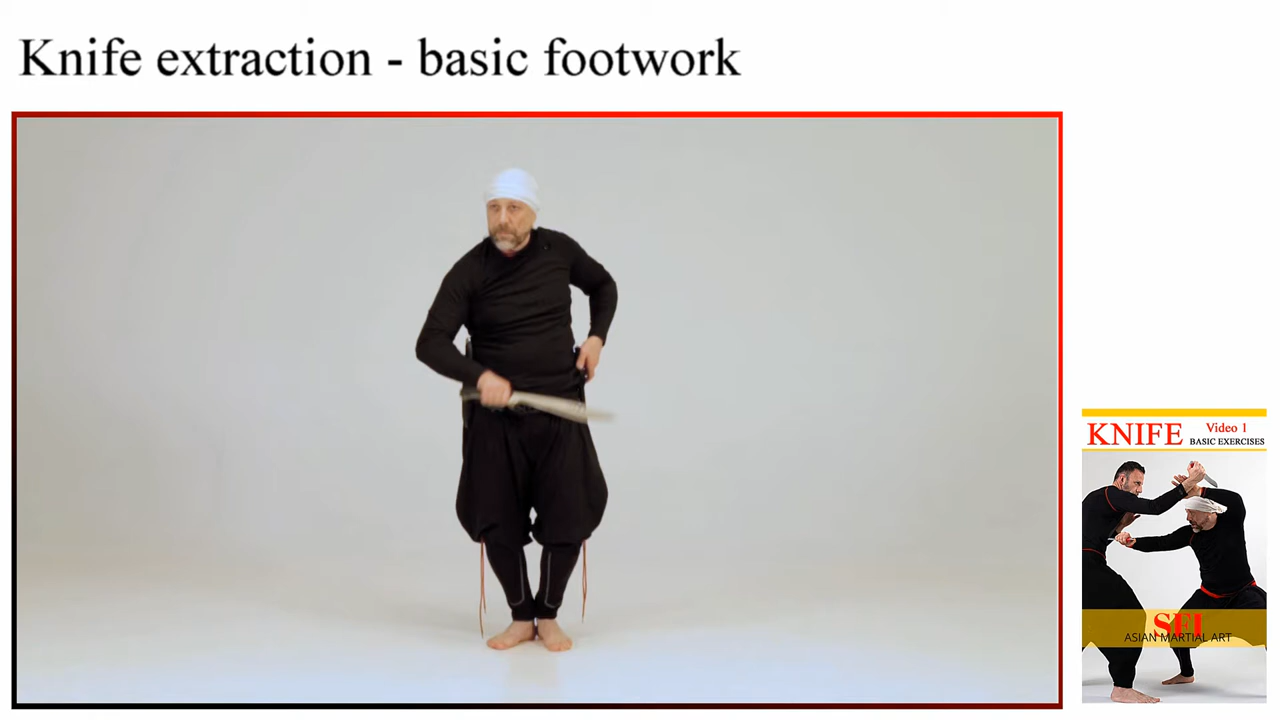 Knife extraction - basic footwork
KNIFE
Video 1
BASIC EXERCISES
SFI
ASIAN MARTIAL ART